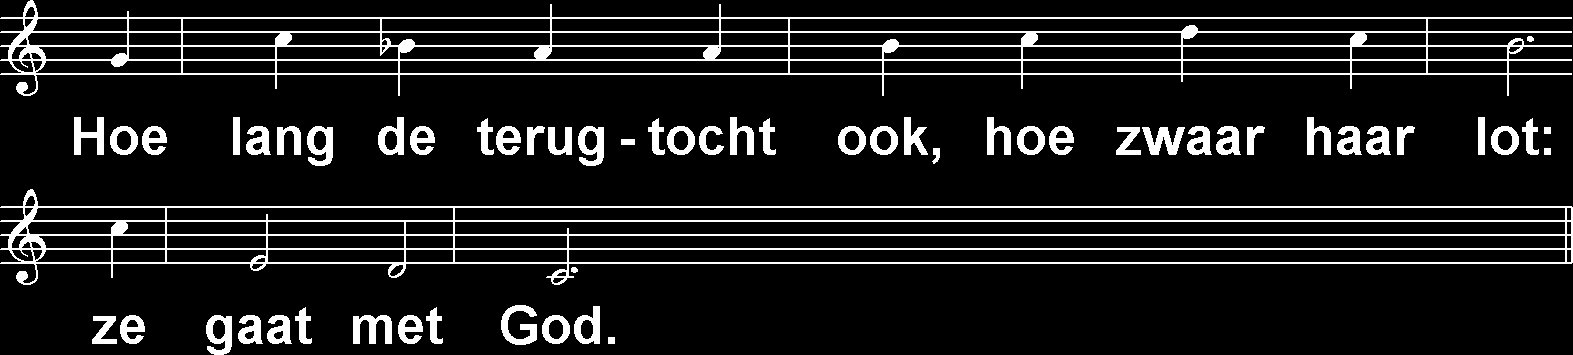 Hoe lang de terug - tocht ook, hoe zwaar haar lot:
ze gaat met God.